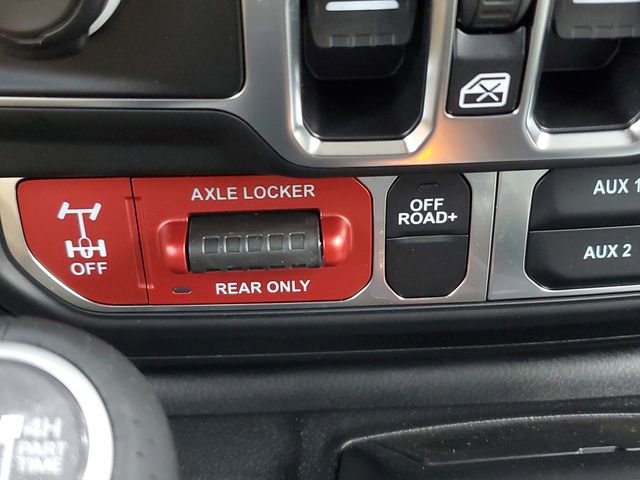 AXLE LOCKER
OFF
REAR ONLY
OFF
ROAD+
AUX 1
AUX 2
4H
PART
TIME